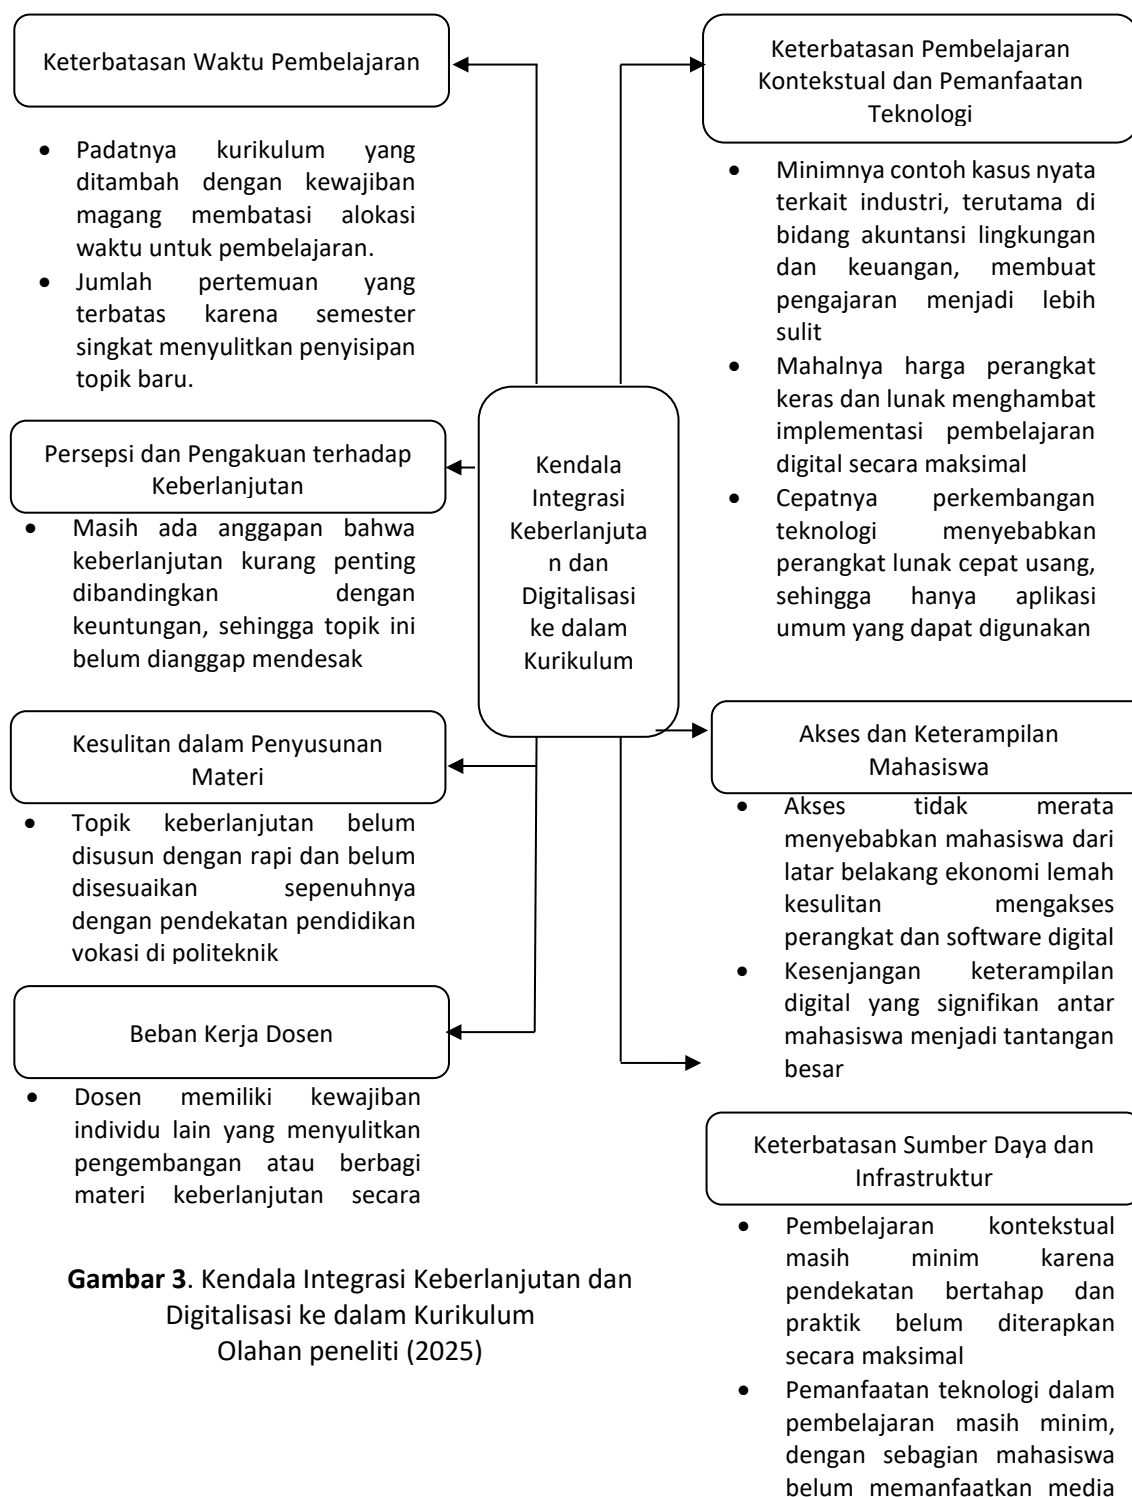 Keterbatasan Waktu Pembelajaran
• Padatnya kurikulum yang
ditambah dengan kewajiban
magang membatasi alokasi
waktu untuk pembelajaran.
• Jumlah pertemuan yang
terbatas karena semester
singkat menyulitkan penyisipan
topik baru.
Persepsi dan Pengakuan terhadap
Keberlanjutan
• Masih ada anggapan bahwa
keberlanjutan kurang penting
dibandingkan dengan
keuntungan, sehingga topik ini
belum dianggap mendesak
Kesulitan dalam Penyusunan
Materi
• Topik keberlanjutan belum
disusun dengan rapi dan belum
disesuaikan sepenuhnya
dengan pendekatan pendidikan
vokasi di politeknik
Beban Kerja Dosen
• Dosen memiliki kewajiban
individu lain yang menyulitkan
pengembangan atau berbagi
materi keberlanjutan secara
Kendala
Integrasi
Keberlanjuta
n dan
Digitalisasi
ke dalam
Kurikulum
Keterbatasan Pembelajaran
Kontekstual dan Pemanfaatan
Teknologi
• Minimnya contoh kasus nyata
terkait industri, terutama di
bidang akuntansi lingkungan
dan keuangan, membuat
pengajaran menjadi lebih
sulit
• Mahalnya harga perangkat
keras dan lunak menghambat
implementasi pembelajaran
digital secara maksimal
• Cepatnya perkembangan
teknologi menyebabkan
perangkat lunak cepat usang,
sehingga hanya aplikasi
umum yang dapat digunakan
Akses dan Keterampilan
Mahasiswa
• Akses tidak merata
menyebabkan mahasiswa dari
latar belakang ekonomi lemah
kesulitan mengakses
perangkat dan software digital
• Kesenjangan keterampilan
digital yang signifikan antar
mahasiswa menjadi tantangan
besar
Keterbatasan Sumber Daya dan
Infrastruktur
• Pembelajaran kontekstual
masih minim karena
pendekatan bertahap dan
praktik belum diterapkan
secara maksimal
• Pemanfaatan teknologi dalam
pembelajaran masih minim,
dengan sebagian mahasiswa
belum memanfaatkan media
Gambar 3. Kendala Integrasi Keberlanjutan dan
Digitalisasi ke dalam Kurikulum
Olahan peneliti (2025)